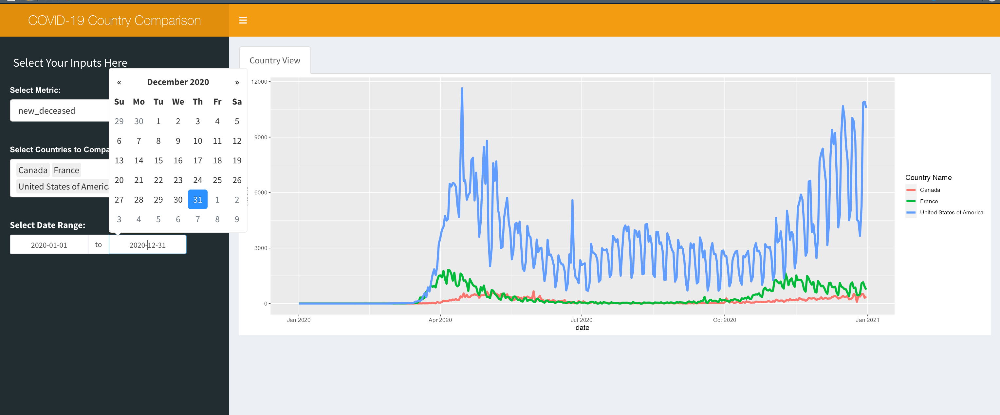 COVID-19 Country Comparison
Select Your Inputs Here
Select Metric:
new_deceased
Select Countries to Compa
Canada France
United States of Americ
Select Date Range:
2020-01-01 to 2020-12-31
« December 2020 »
Su Mo Tu We Th Fr Sa
29 30 1 2 3 4 5
6 7 8 9 10 11 12
13 14 15 16 17 18 19
20 21 22 23 24 25 26
27 28 29 30 31 1 2
3 4 5 6 7 8 9
Country View
12000
9000
6000
3000
0
Jan 2020 Apr 2020 Jul 2020 Oct 2020 Jan 2021
date
Country Name
Canada
France
United States of America